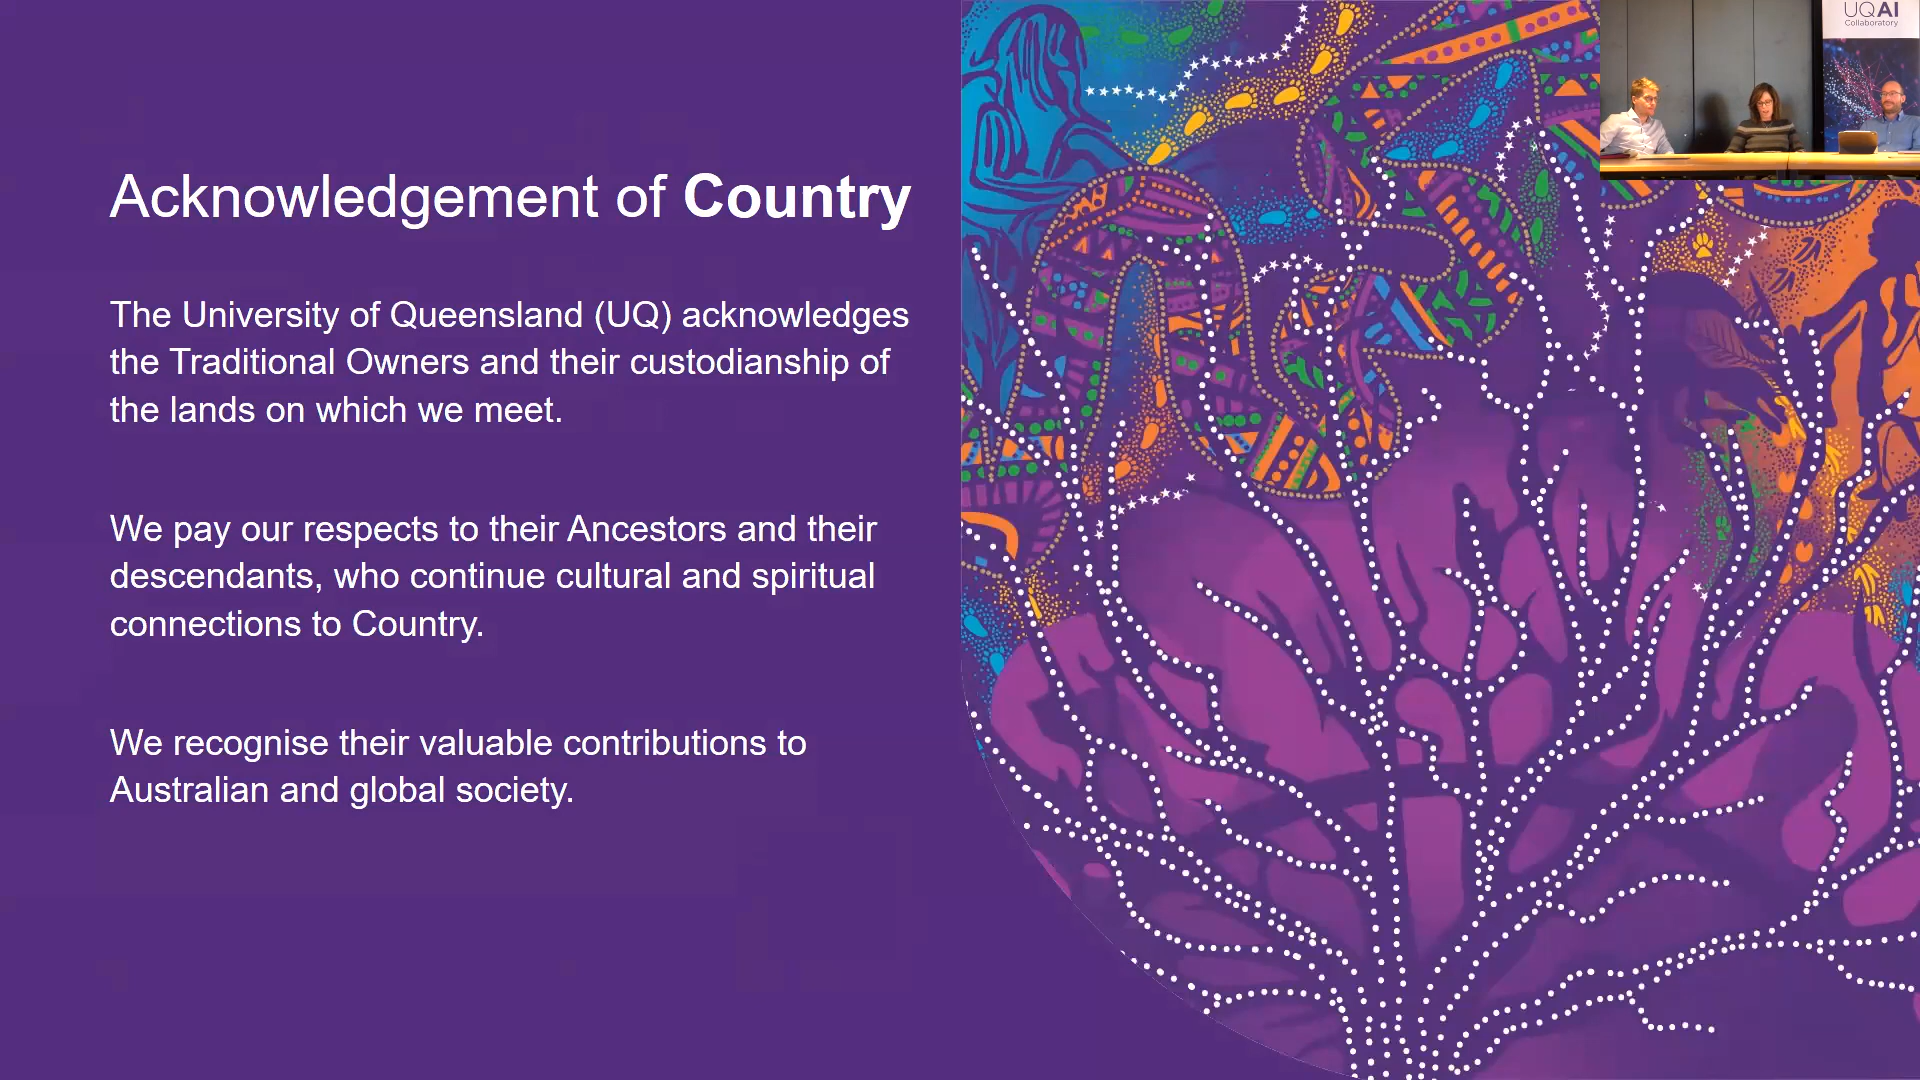 UQAI
Collaboratory
Acknowledgement of Country
The University of Queensland (UQ) acknowledges
the Traditional Owners and their custodianship of
the lands on which we meet.
We pay our respects to their Ancestors and their
descendants, who continue cultural and spiritual
connections to Country.
We recognise their valuable contributions to
Australian and global society.